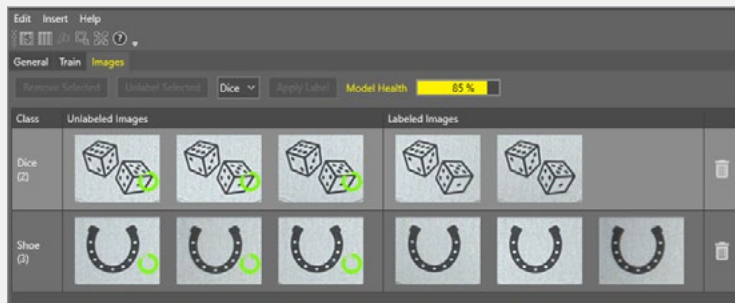 Edit Insert Help
General Train Images
Remove Selected Unlabel Selected Dice Apply Label Model Health 85 %
Class Unlabeled Images Labeled Images
Dice
(2)
Shoe
(3)